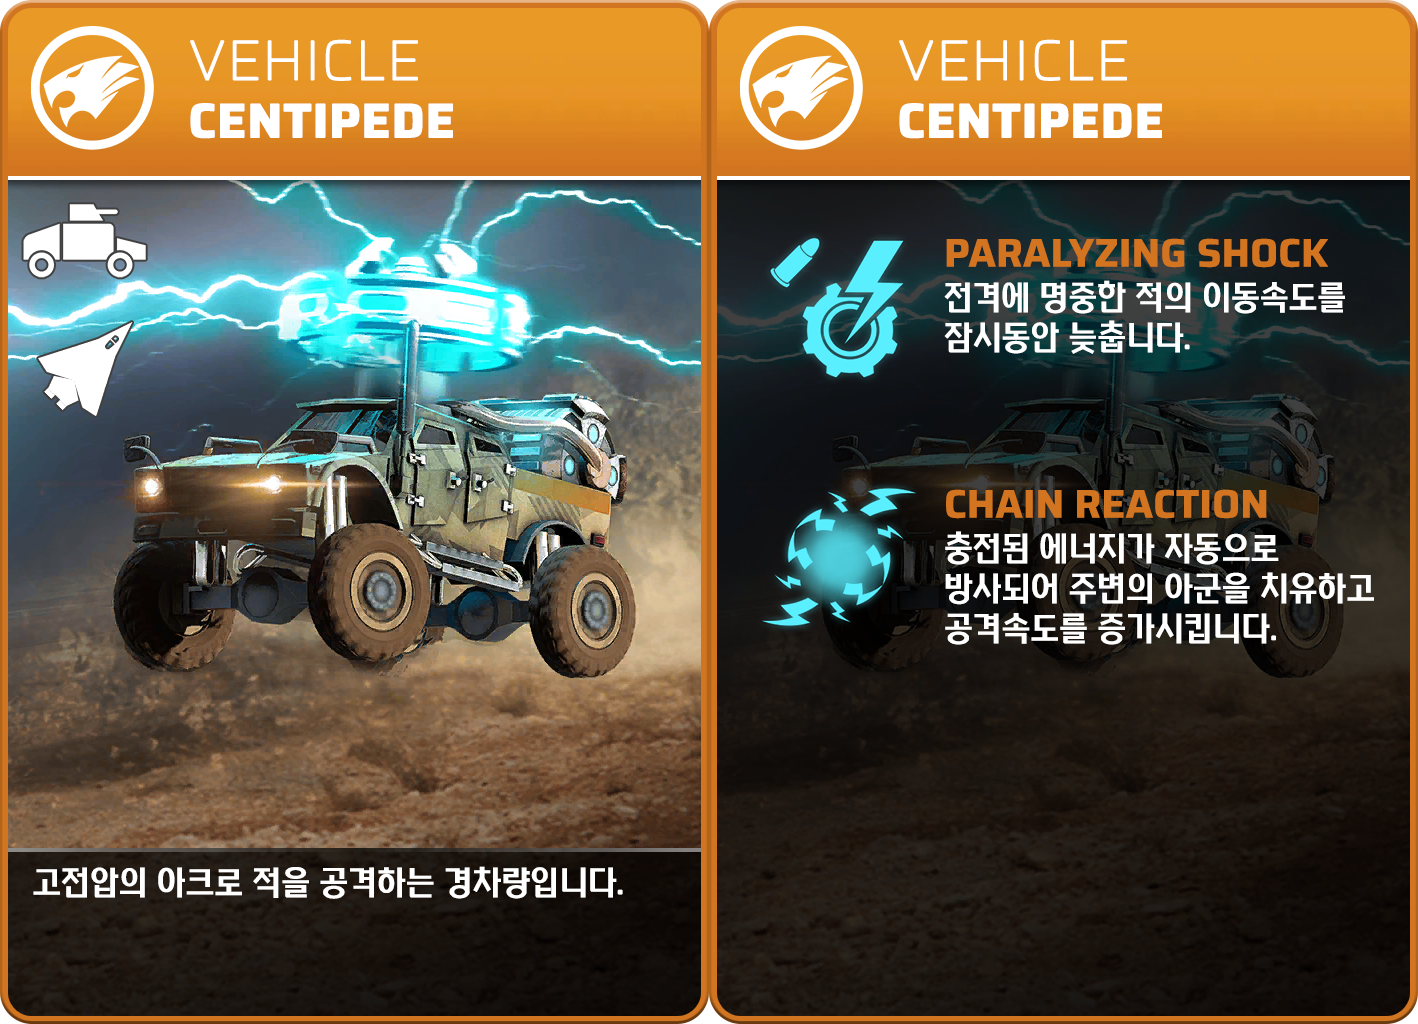 VEHICLE
CENTIPEDE
고전압의 아크로 적을 공격하는 경차량입니다.
VEHICLE
CENTIPEDE
PARALYZING SHOCK
전격에 명중한 적의 이동속도를
잠시동안 늦춥니다.
CHAIN REACTION
충전된 에너지가 자동으로
방사되어 주변의 아군을 치유하고
공격속도를 증가시킵니다.